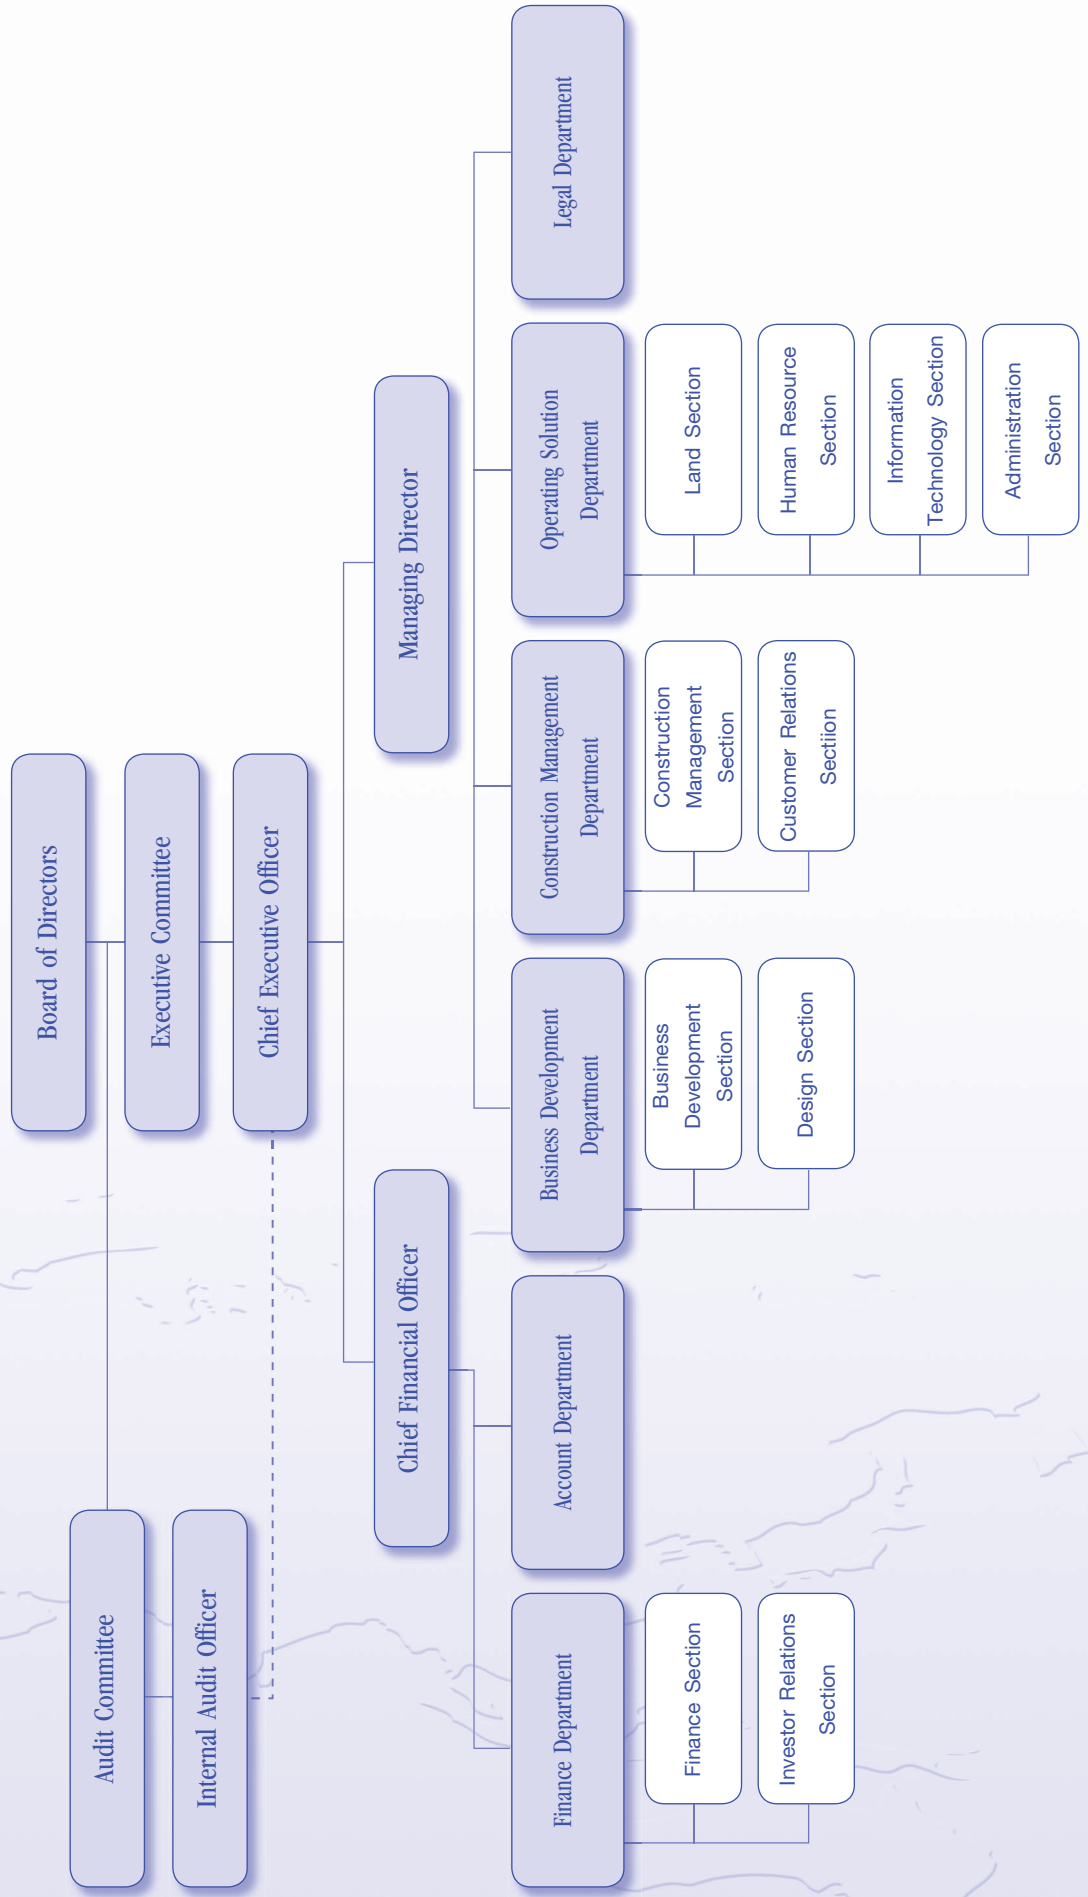 Board of Directors
Audit Committee
Executive Committee
Internal Audit Officer
Chief Executive Officer
Chief Financial Officer
Managing Director
Finance Department
Account Department
Business Development
Department
Construction Management
Department
Operating Solution
Department
Legal Department
Finance Section
Investor Relations
Section
Business
Development
Section
Design Section
Construction
Management
Section
Customer Relations
Sectiion
Land Section
Human Resource
Section
Information
Technology Section
Administration
Section